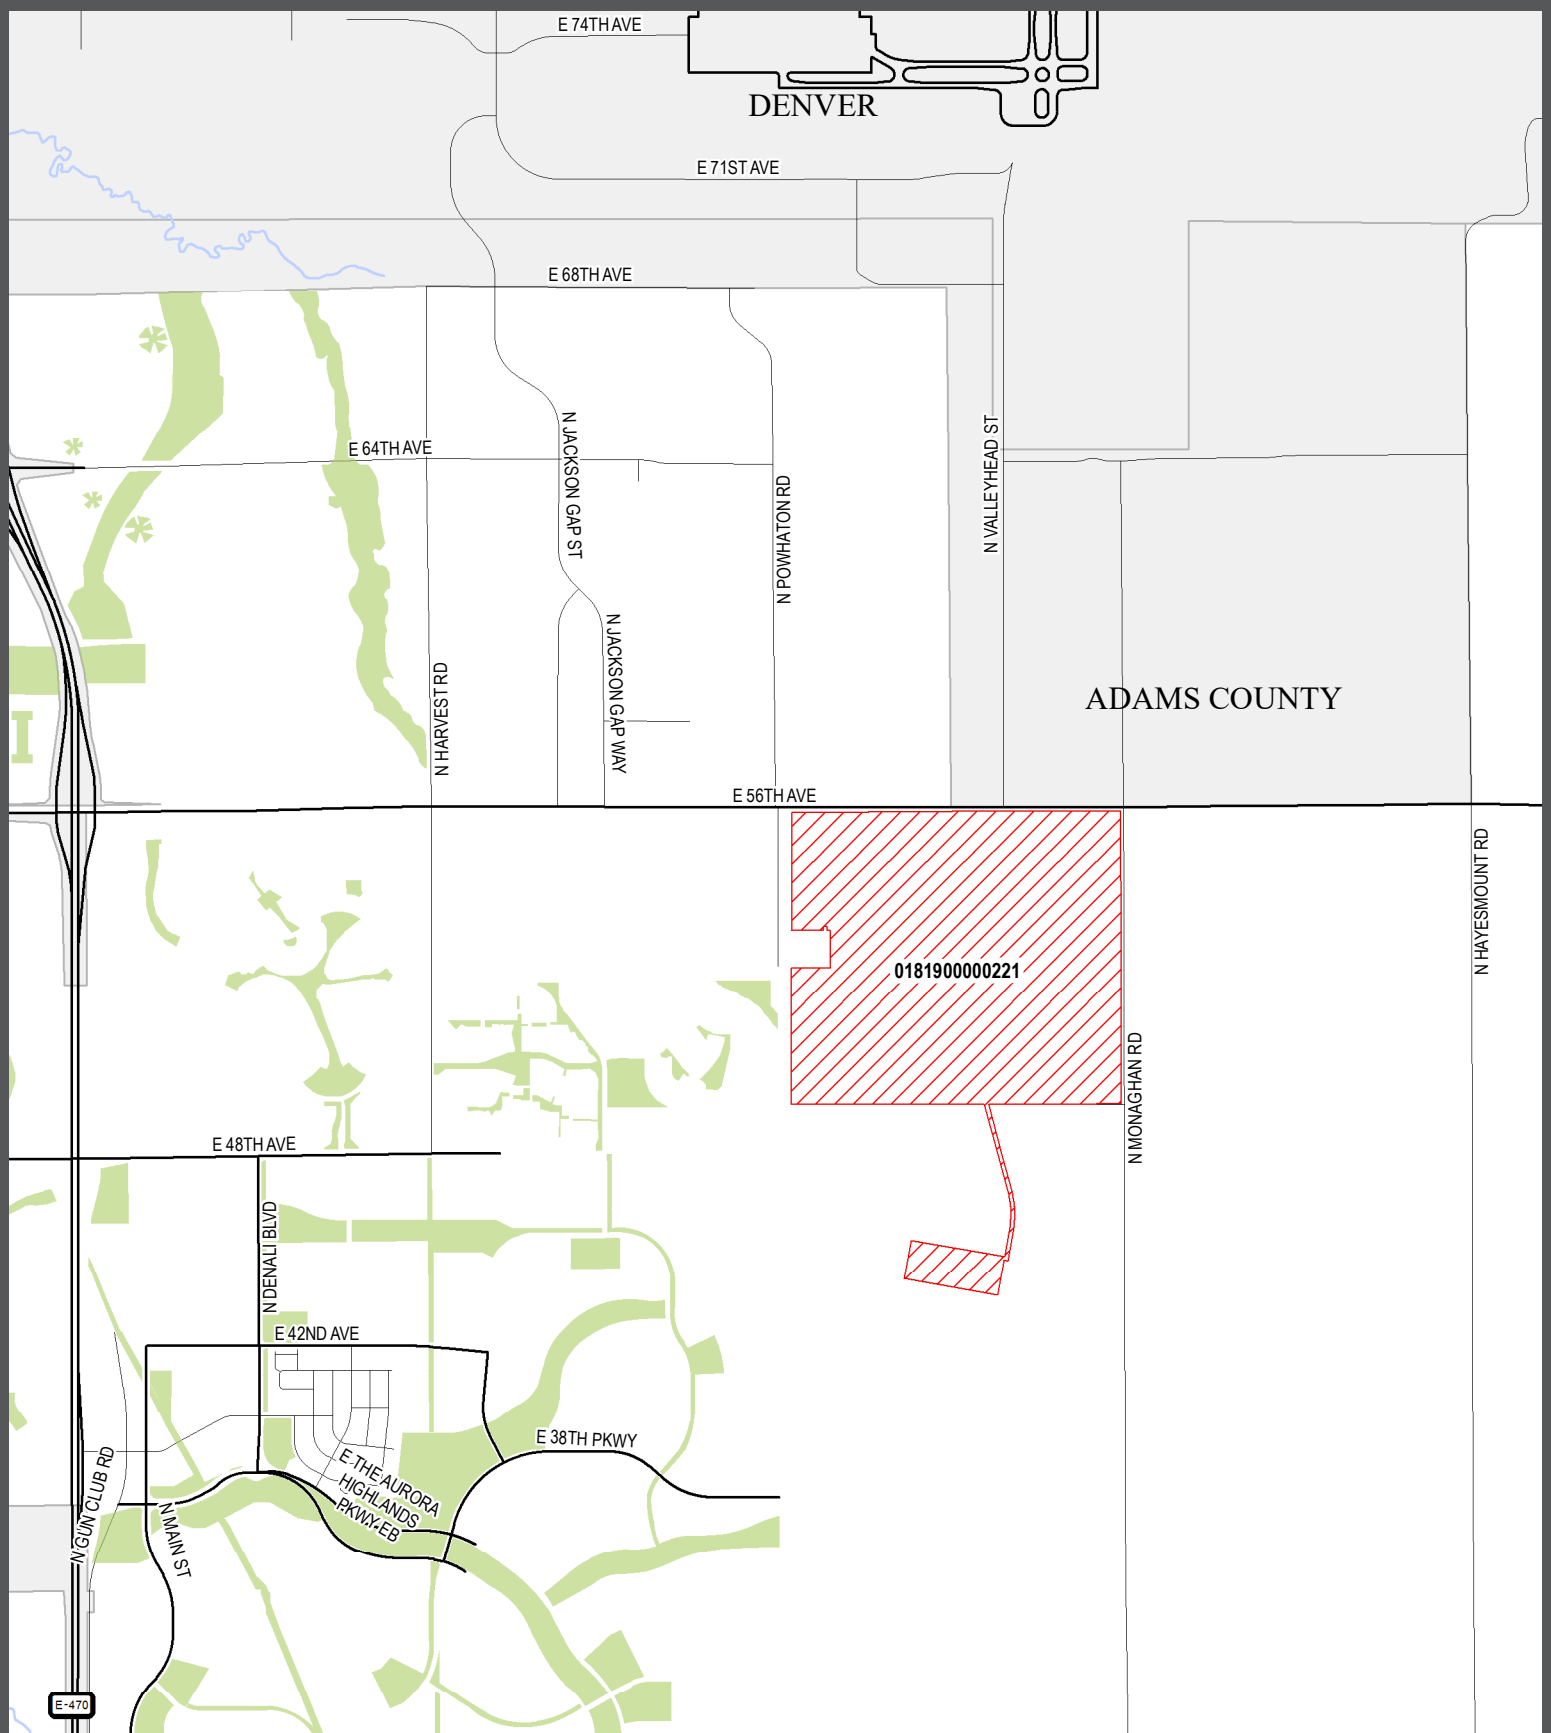 E 74TH AVE
DENVER
E 71ST AVE
E 68TH AVE
E 64TH AVE
N JACKSON GAP ST
N VALLEYHEAD ST
N POWHATON RD
N JACKSON GAP WAY
N HARVEST RD
ADAMS COUNTY
E 56TH AVE
N HAYESMOUNT RD
0181900000221
N MONAGHAN RD
E 48TH AVE
N DENALI BLVD
E 42ND AVE
E 38TH PKWY
E THE AURORA
HIGHLANDS
PKWY EB
N GUN CLUB RD
N MAIN ST
E-470